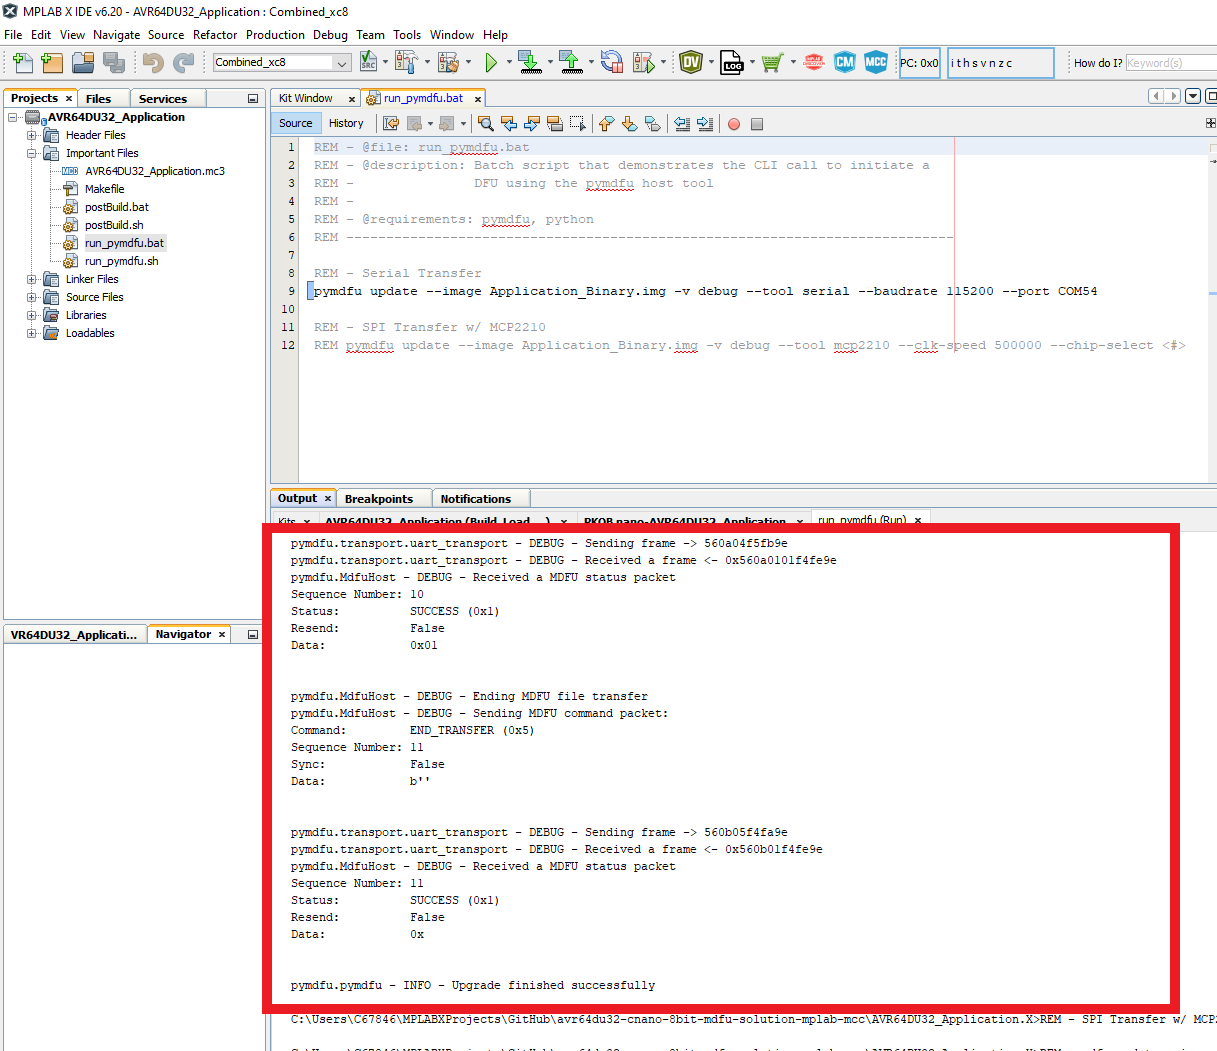 MPLAB X IDE v6.20 - AVR64DU32_Application : Combined_xc8
File Edit View Navigate Source Refactor Production Debug Team Tools Window Help
Combined_xc8
PC: 0x0
i t h s v n z c
How do I? Keyword(s)
Projects Files Services
AVR64DU32_Application
Header Files
Important Files
AVR64DU32_Application.mc3
Makefile
postBuild.bat
postBuild.sh
run_pymdfu.bat
run_pymdfu.sh
Linker Files
Source Files
Libraries
Loadables
VR64DU32_Applicati... Navigator
Kit Window run_pymdfu.bat
Source History
1 REM - @file: run_pymdfu.bat
2 REM - @description: Batch script that demonstrates the CLI call to initiate a
3 REM - DFU using the pymdfu host tool
4 REM -
5 REM - @requirements: pymdfu, python
6 REM ----------------------------------------------------------------------------
7
8 REM - Serial Transfer
9 pymdfu update --image Application_Binary.img -v debug --tool serial --baudrate 115200 --port COM54
10
11 REM - SPI Transfer w/ MCP2210
12 REM pymdfu update --image Application_Binary.img -v debug --tool mcp2210 --clk-speed 500000 --chip-select <#>
Output Breakpoints Notifications
Kits AVR64DU32_Application (Build, Load, ...) PKOB nano-AVR64DU32_Application run_pymdfu (Run)
pymdfu.transport.uart_transport - DEBUG - Sending frame -> 560a04f5fb9e
pymdfu.transport.uart_transport - DEBUG - Received a frame <- 0x560a0101f4fe9e
pymdfu.MdfuHost - DEBUG - Received a MDFU status packet
Sequence Number: 10
Status: SUCCESS (0x1)
Resend: False
Data: 0x01
pymdfu.MdfuHost - DEBUG - Ending MDFU file transfer
pymdfu.MdfuHost - DEBUG - Sending MDFU command packet:
Command: END_TRANSFER (0x5)
Sequence Number: 11
Sync: False
Data: b''
pymdfu.transport.uart_transport - DEBUG - Sending frame -> 560b05f4fa9e
pymdfu.transport.uart_transport - DEBUG - Received a frame <- 0x560b01f4fe9e
pymdfu.MdfuHost - DEBUG - Received a MDFU status packet
Sequence Number: 11
Status: SUCCESS (0x1)
Resend: False
Data: 0x
pymdfu.pymdfu - INFO - Upgrade finished successfully
C:\Users\C67846\MPLABXProjects\GitHub\avr64du32-cnano-8bit-mdfu-solution-mplab-mcc\AVR64DU32_Application.X>REM - SPI Transfer w/ MCP2